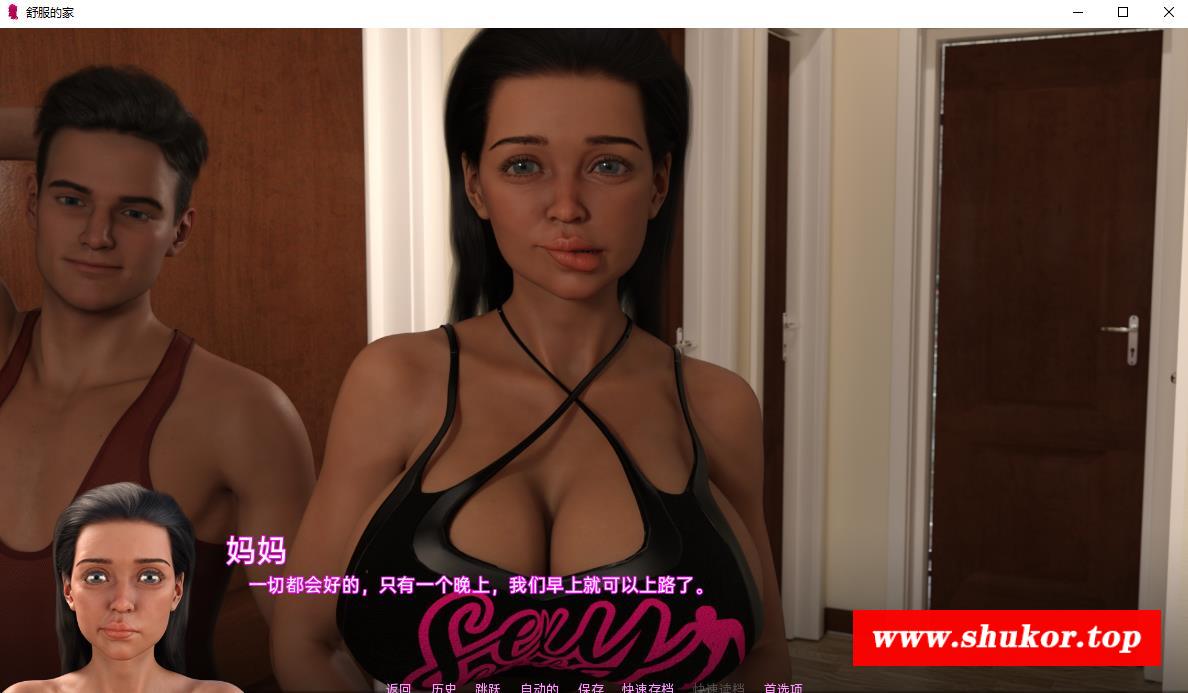 舒服的家
妈妈
一切都会好的，只有一个晚上，我们早上就可以上路了。
Sexy
www.shukor.top
返回 历史 跳跃 自动的 保存 快速存档 快速读档 首选项